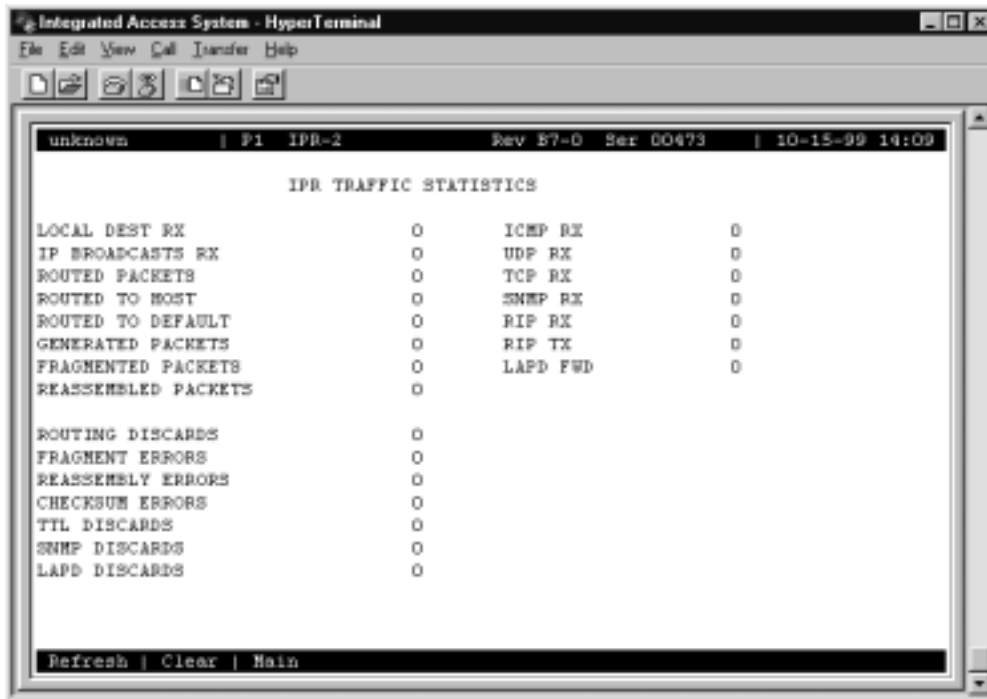 Integrated Access System - HyperTerminal
File Edit View Call Transfer Help
unknown | P1 IPR-2 Rev B7-0 Ser 00473 | 10-15-99 14:09
IPR TRAFFIC STATISTICS
LOCAL DEST RX 0 ICMP RX 0
IP BROADCASTS RX 0 UDP RX 0
ROUTED PACKETS 0 TCP RX 0
ROUTED TO HOST 0 SNMP RX 0
ROUTED TO DEFAULT 0 RIP RX 0
GENERATED PACKETS 0 RIP TX 0
FRAGMENTED PACKETS 0 LAPD FWD 0
REASSEMBLED PACKETS 0
ROUTING DISCARDS 0
FRAGMENT ERRORS 0
REASSEMBLY ERRORS 0
CHECKSUM ERRORS 0
TTL DISCARDS 0
SNMP DISCARDS 0
LAPD DISCARDS 0
Refresh | Clear | Main